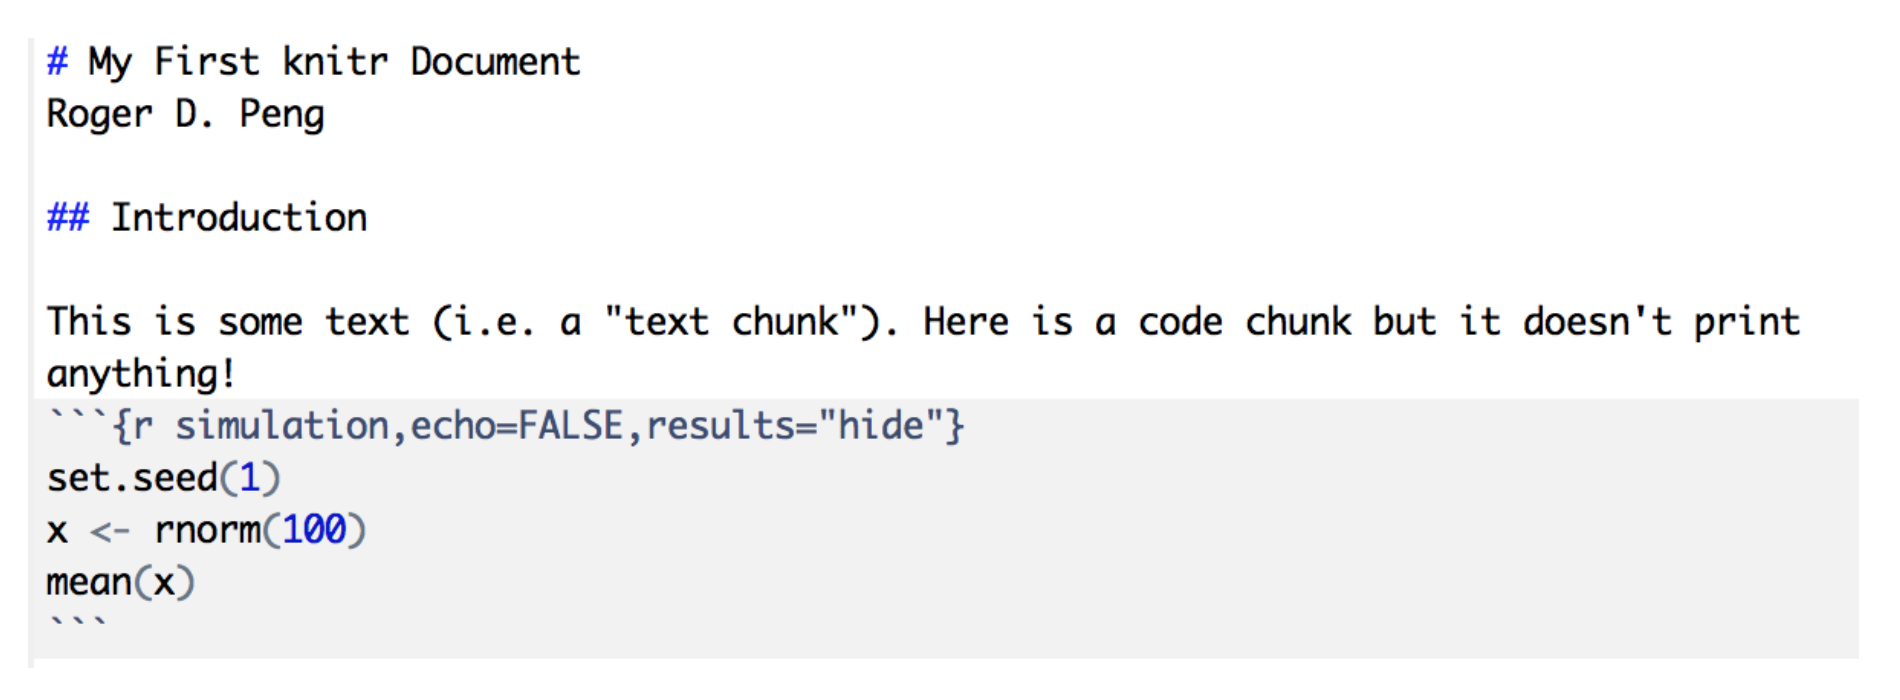 # My First knitr Document
Roger D. Peng
## Introduction
This is some text (i.e. a "text chunk"). Here is a code chunk but it doesn't print
anything!
```{r simulation,echo=FALSE,results="hide"}
set.seed(1)
x <- rnorm(100)
mean(x)
```